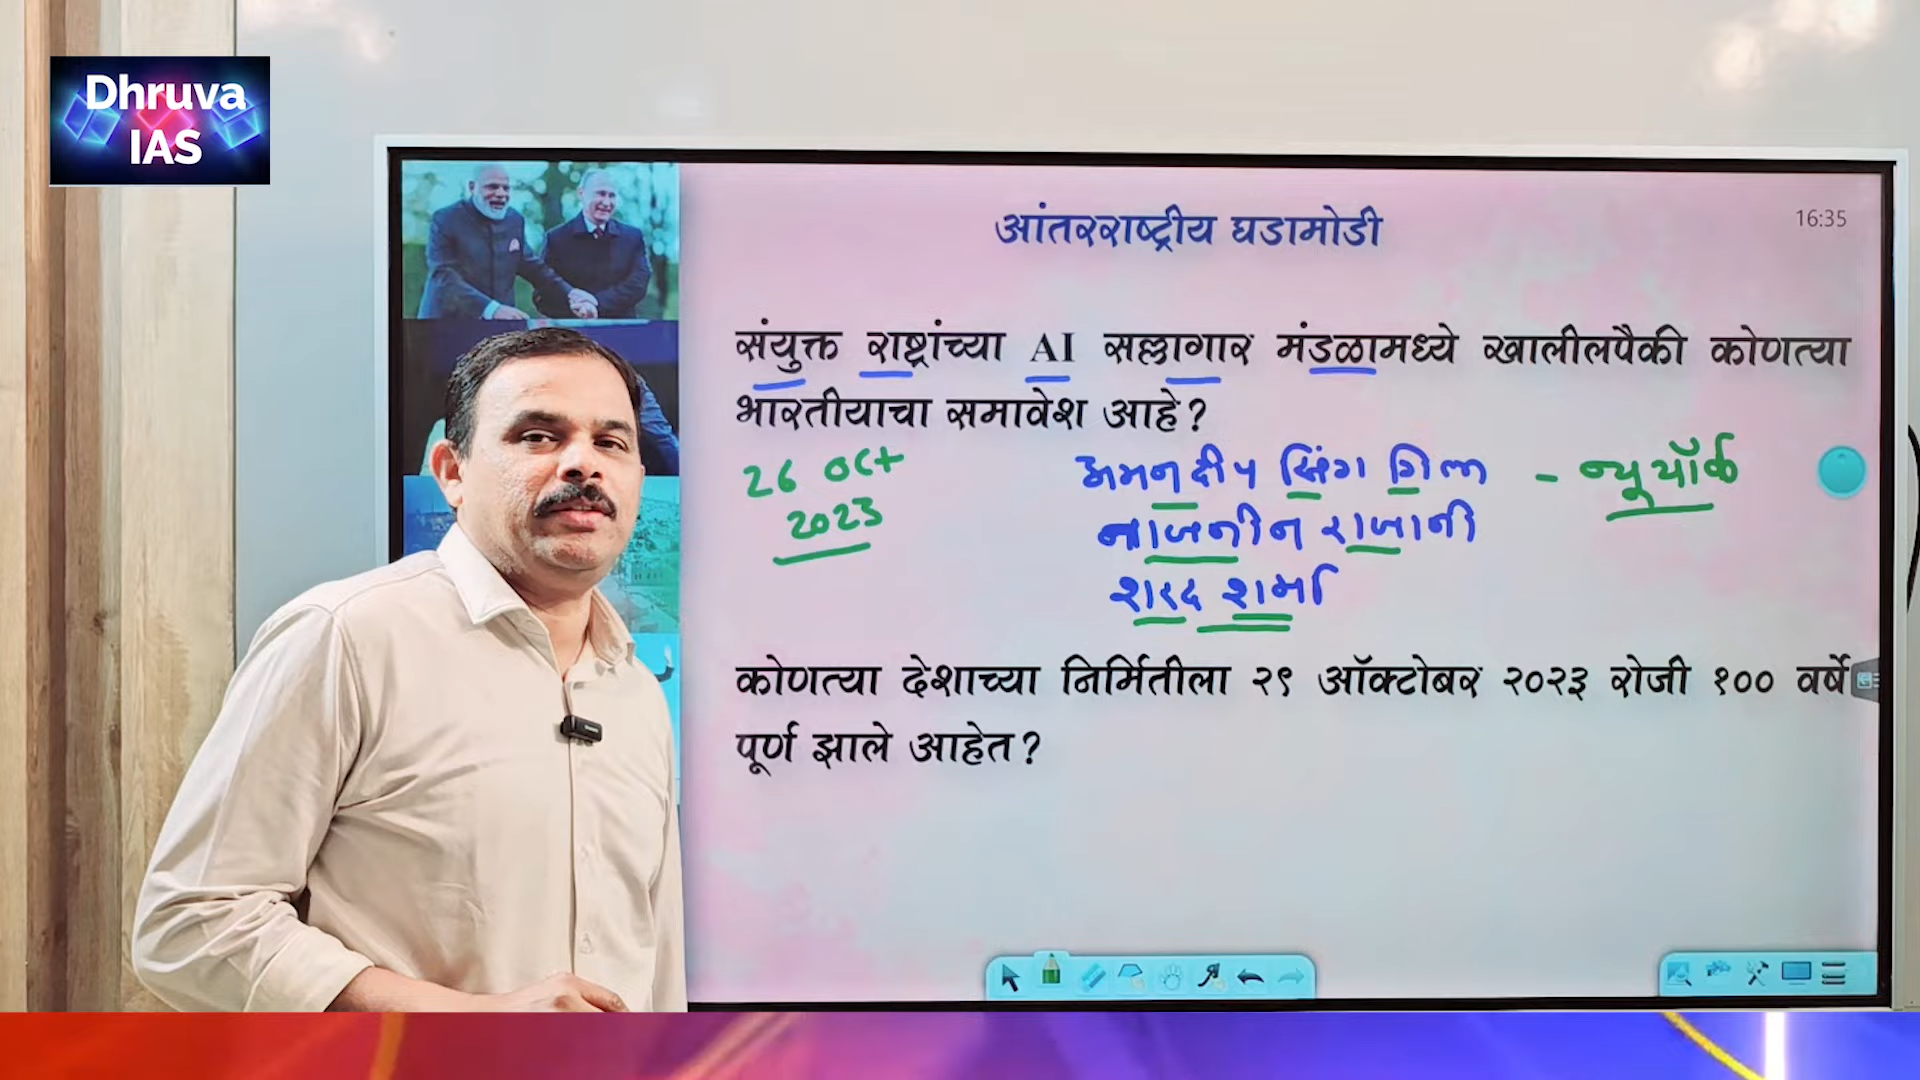 Dhruva
IAS
आंतरराष्ट्रीय घडामोडी
16:35
संयुक्त राष्ट्रांच्या AI सल्लागार मंडळामध्ये खालीलपैकी कोणत्या
भारतीयाचा समावेश आहे?
26 Oct
2023
अमनदीप सिंग गिल - न्यूयॉर्क
नाजनीन राजानी
शरद शर्मा
कोणत्या देशाच्या निर्मितीला २९ ऑक्टोबर २०२३ रोजी १०० वर्षे
पूर्ण झाले आहेत?